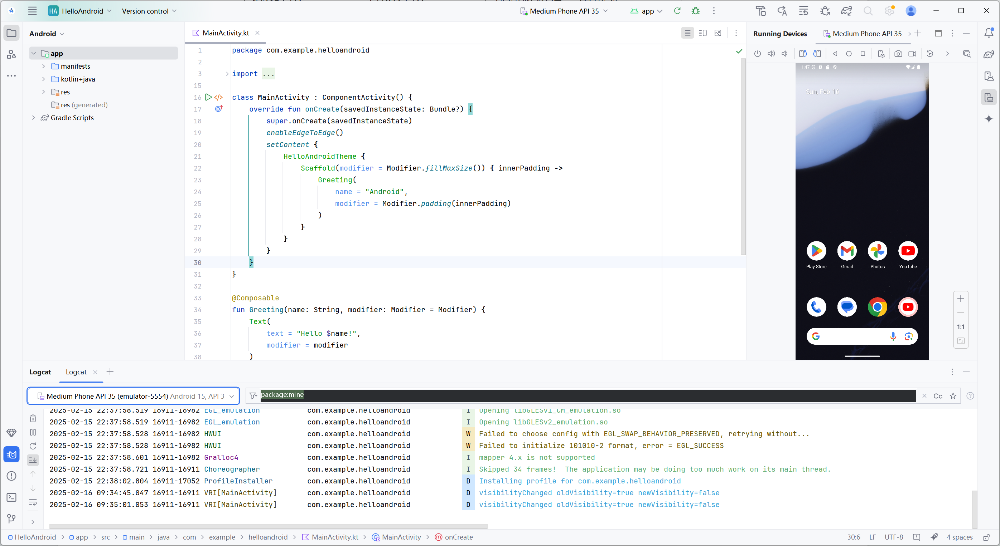 HA HelloAndroid Version control Medium Phone API 35 app
Android
app
manifests
kotlin+java
res
res (generated)
Gradle Scripts
MainActivity.kt
1 package com.example.helloandroid
2
3 import ...
15
16 class MainActivity : ComponentActivity() {
17 override fun onCreate(savedInstanceState: Bundle?) {
18 super.onCreate(savedInstanceState)
19 enableEdgeToEdge()
20 setContent {
21 HelloAndroidTheme {
22 Scaffold(modifier = Modifier.fillMaxSize()) { innerPadding ->
23 Greeting(
24 name = "Android",
25 modifier = Modifier.padding(innerPadding)
26 )
27 }
28 }
29 }
30 }
31 }
32
33 @Composable
34 fun Greeting(name: String, modifier: Modifier = Modifier) {
35 Text(
36 text = "Hello $name!",
37 modifier = modifier
38 )
Running Devices Medium Phone API 35
1:47
Sun, Feb 16
Play Store Gmail Photos YouTube
1:1
Logcat Logcat
Medium Phone API 35 (emulator-5554) Android 15, API 3 package:mine Cc
2025-02-15 22:37:58.519 16911-16982 EGL_emulation com.example.helloandroid I Opening libGLESv1_CM_emulation.so
2025-02-15 22:37:58.519 16911-16982 EGL_emulation com.example.helloandroid I Opening libGLESv2_emulation.so
2025-02-15 22:37:58.528 16911-16982 HWUI com.example.helloandroid W Failed to choose config with EGL_SWAP_BEHAVIOR_PRESERVED, retrying without...
2025-02-15 22:37:58.528 16911-16982 HWUI com.example.helloandroid W Failed to initialize 101010-2 format, error = EGL_SUCCESS
2025-02-15 22:37:58.601 16911-16982 Gralloc4 com.example.helloandroid I mapper 4.x is not supported
2025-02-15 22:37:58.721 16911-16911 Choreographer com.example.helloandroid I Skipped 34 frames!  The application may be doing too much work on its main thread.
2025-02-15 22:38:02.804 16911-17052 ProfileInstaller com.example.helloandroid D Installing profile for com.example.helloandroid
2025-02-16 09:34:45.047 16911-16911 VRI[MainActivity] com.example.helloandroid D visibilityChanged oldVisibility=true newVisibility=false
2025-02-16 09:35:01.053 16911-16911 VRI[MainActivity] com.example.helloandroid D visibilityChanged oldVisibility=true newVisibility=false
HelloAndroid > app > src > main > java > com > example > helloandroid > MainActivity.kt > MainActivity > onCreate 30:6 LF UTF-8 4 spaces